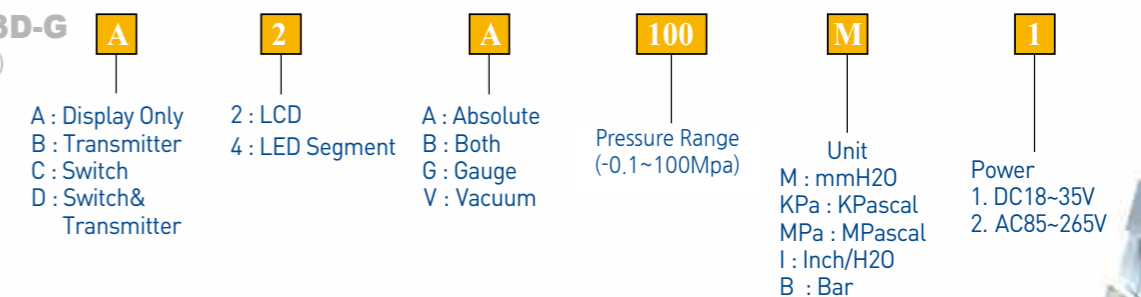 BD-G
A 2 A 100 M 1
A : Display Only
B : Transmitter
C : Switch
D : Switch&
Transmitter
2 : LCD
4 : LED Segment
A : Absolute
B : Both
G : Gauge
V : Vacuum
Pressure Range
(-0.1~100Mpa)
Unit
M : mmH2O
KPa : KPascal
MPa : MPascal
I : Inch/H2O
B : Bar
Power
1. DC18~35V
2. AC85~265V